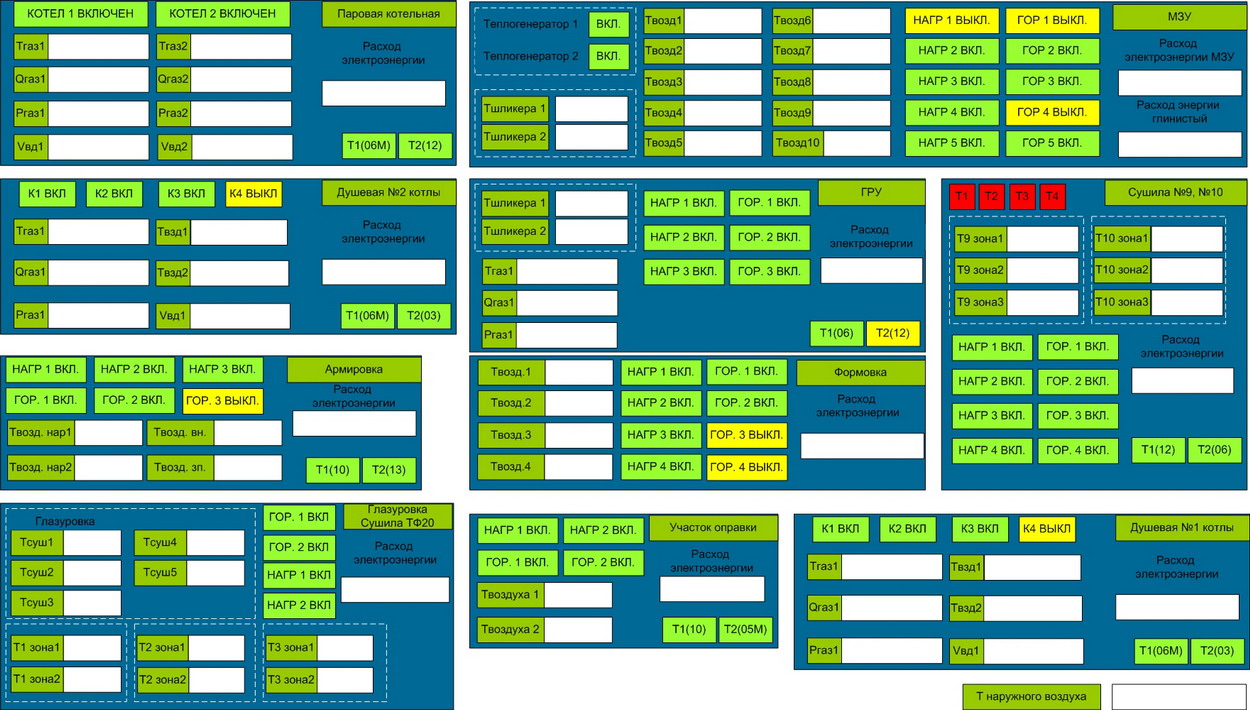 КОТЕЛ 1 ВКЛЮЧЕН
КОТЕЛ 2 ВКЛЮЧЕН
Паровая котельная
Тгаз1
Тгаз2
Расход
электроэнергии
Qгаз1
Qгаз2
Ргаз1
Ргаз2
Vвд1
Vвд2
Т1(06М)
Т2(12)
Теплогенератор 1
ВКЛ.
Теплогенератор 2
ВКЛ.
Тшликера 1
Тшликера 2
Твозд1
Твозд6
Твозд2
Твозд7
Твозд3
Твозд8
Твозд4
Твозд9
Твозд5
Твозд10
НАГР 1 ВЫКЛ.
ГОР 1 ВЫКЛ.
НАГР 2 ВКЛ.
ГОР 2 ВКЛ.
НАГР 3 ВКЛ.
ГОР 3 ВКЛ.
НАГР 4 ВКЛ.
ГОР 4 ВЫКЛ.
НАГР 5 ВКЛ.
ГОР 5 ВКЛ.
МЗУ
Расход
электроэнергии МЗУ
Расход энергии
глинистый
К1 ВКЛ
К2 ВКЛ
К3 ВКЛ
К4 ВЫКЛ
Душевая №2 котлы
Тгаз1
Твзд1
Расход
электроэнергии
Qгаз1
Твзд2
Ргаз1
Vвд1
Т1(06М)
Т2(03)
Тшликера 1
Тшликера 2
НАГР 1 ВКЛ.
ГОР. 1 ВКЛ.
НАГР 2 ВКЛ.
ГОР. 2 ВКЛ.
НАГР 3 ВКЛ.
ГОР. 3 ВКЛ.
ГРУ
Расход
электроэнергии
Тгаз1
Qгаз1
Ргаз1
Т1(06)
Т2(12)
Т1
Т2
Т3
Т4
Сушила №9, №10
Т9 зона1
Т10 зона1
Т9 зона2
Т10 зона2
Т9 зона3
Т10 зона3
НАГР 1 ВКЛ.
ГОР. 1 ВКЛ.
НАГР 2 ВКЛ.
ГОР. 2 ВКЛ.
НАГР 3 ВКЛ.
ГОР. 3 ВКЛ.
НАГР 4 ВКЛ.
ГОР. 4 ВКЛ.
Расход
электроэнергии
Т1(12)
Т2(06)
НАГР 1 ВКЛ.
НАГР 2 ВКЛ.
НАГР 3 ВКЛ.
Армировка
ГОР. 1 ВКЛ.
ГОР. 2 ВКЛ.
ГОР. 3 ВЫКЛ.
Расход
электроэнергии
Твозд. нар1
Твозд. вн.
Твозд. нар2
Твозд. зп.
Т1(10)
Т2(13)
Твозд.1
НАГР 1 ВКЛ.
ГОР. 1 ВКЛ.
Формовка
Твозд.2
НАГР 2 ВКЛ.
ГОР. 2 ВКЛ.
Расход
электроэнергии
Твозд.3
НАГР 3 ВКЛ.
ГОР. 3 ВЫКЛ.
Твозд.4
НАГР 4 ВКЛ.
ГОР. 4 ВЫКЛ.
Глазуровка
Тсуш1
Тсуш4
Тсуш2
Тсуш5
Тсуш3
ГОР. 1 ВКЛ
ГОР. 2 ВКЛ
НАГР 1 ВКЛ
НАГР 2 ВКЛ
Глазуровка
Сушила ТФ20
Расход
электроэнергии
Т1 зона1
Т2 зона1
Т3 зона1
Т1 зона2
Т2 зона2
Т3 зона2
НАГР 1 ВКЛ.
НАГР 2 ВКЛ.
Участок оправки
ГОР. 1 ВКЛ.
ГОР. 2 ВКЛ.
Расход
электроэнергии
Твоздуха 1
Твоздуха 2
Т1(10)
Т2(05М)
К1 ВКЛ
К2 ВКЛ
К3 ВКЛ
К4 ВЫКЛ
Душевая №1 котлы
Тгаз1
Твзд1
Расход
электроэнергии
Qгаз1
Твзд2
Ргаз1
Vвд1
Т1(06М)
Т2(03)
Т наружного воздуха